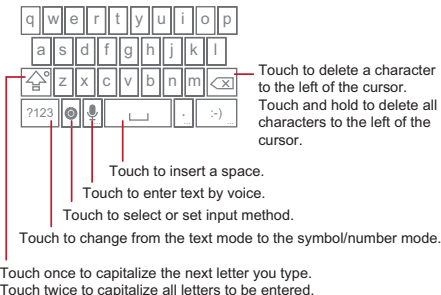 q w e r t y u i o p
a s d f g h j k l
z x c v b n m
?123 . :-)
Touch to delete a character
to the left of the cursor.
Touch and hold to delete all
characters to the left of the
cursor.
Touch to insert a space.
Touch to enter text by voice.
Touch to select or set input method.
Touch to change from the text mode to the symbol/number mode.
Touch once to capitalize the next letter you type.
Touch twice to capitalize all letters to be entered.